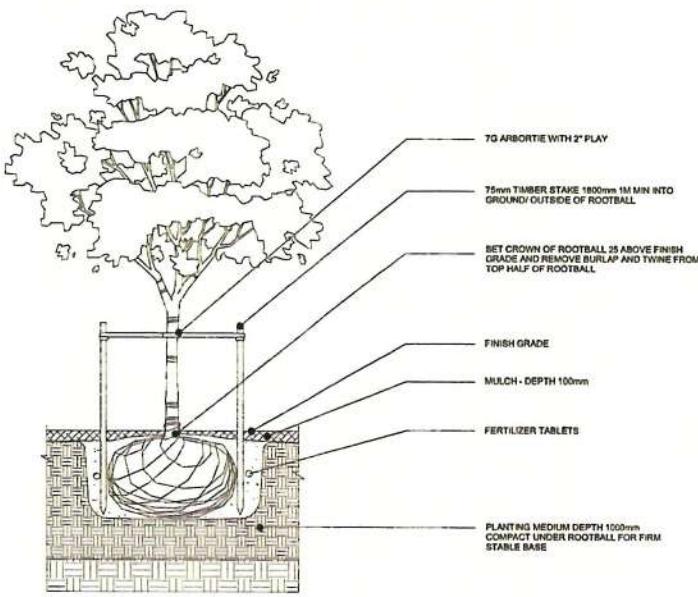 7G ARBORTIE WITH 2" PLAY
75mm TIMBER STAKE 1800mm 1M MIN INTO
GROUND/ OUTSIDE OF ROOTBALL
SET CROWN OF ROOTBALL 25 ABOVE FINISH
GRADE AND REMOVE BURLAP AND TWINE FROM
TOP HALF OF ROOTBALL
FINISH GRADE
MULCH - DEPTH 100mm
FERTILIZER TABLETS
PLANTING MEDIUM DEPTH 1000mm
COMPACT UNDER ROOTBALL FOR FIRM
STABLE BASE